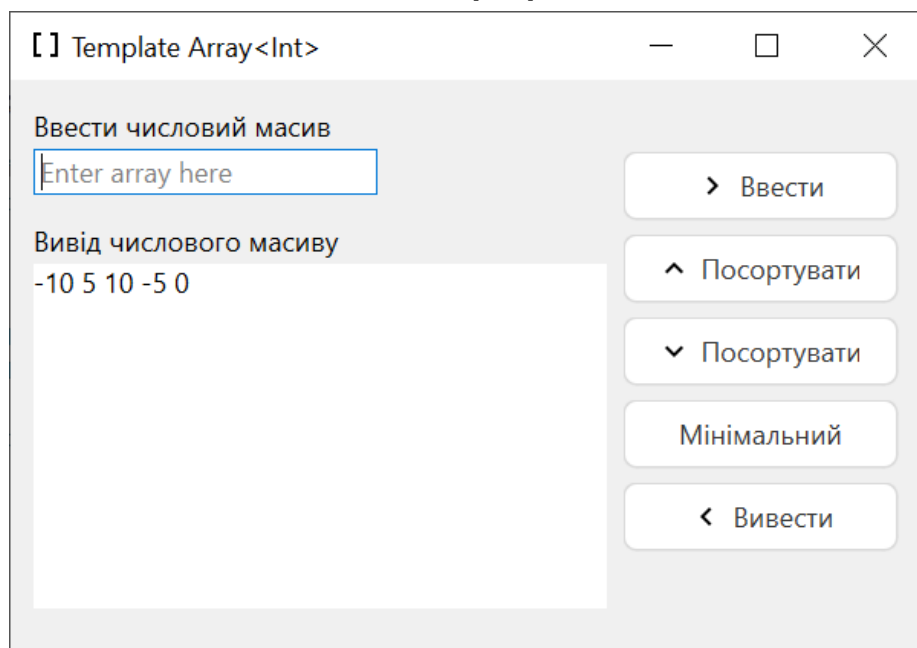 [] Template Array<Int>
Ввести числовий масив
Enter array here
Ввести
Вивід числового масиву
-10 5 10 -5 0
Посортувати
Посортувати
Мінімальний
Вивести